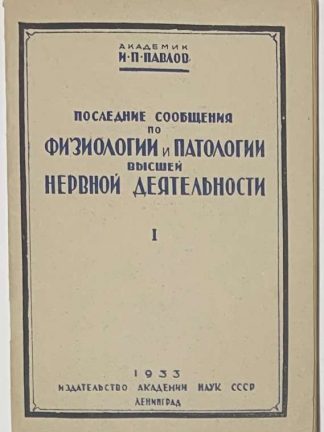 АКАДЕМИК
И·П·ПАВЛОВ
ПОСЛЕДНИЕ СООБЩЕНИЯ
ПО
ФИЗИОЛОГИИ И ПАТОЛОГИИ
ВЫСШЕЙ
НЕРВНОЙ ДЕЯТЕЛЬНОСТИ
I
1933
ИЗДАТЕЛЬСТВО АКАДЕМИИ НАУК СССР
ЛЕНИНГРАД